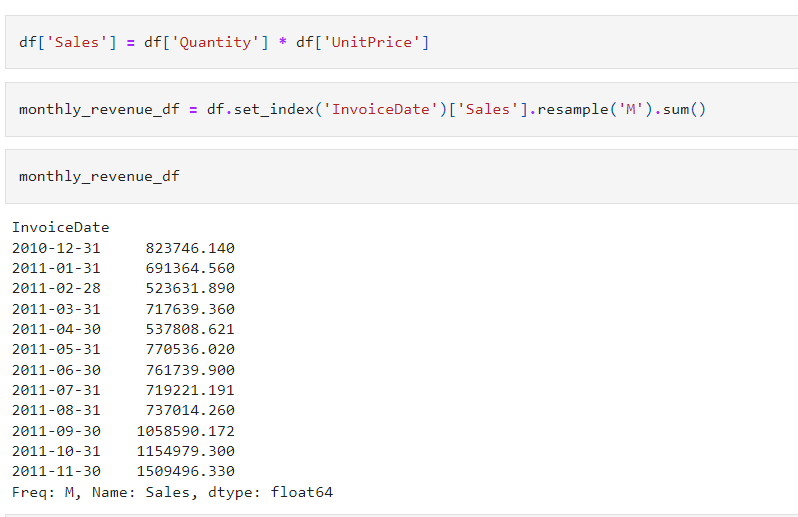 df['Sales'] = df['Quantity'] * df['UnitPrice']
monthly_revenue_df = df.set_index('InvoiceDate')['Sales'].resample('M').sum()
monthly_revenue_df
InvoiceDate
2010-12-31     823746.140
2011-01-31     691364.560
2011-02-28     523631.890
2011-03-31     717639.360
2011-04-30     537808.621
2011-05-31     770536.020
2011-06-30     761739.900
2011-07-31     719221.191
2011-08-31     737014.260
2011-09-30    1058590.172
2011-10-31    1154979.300
2011-11-30    1509496.330
Freq: M, Name: Sales, dtype: float64